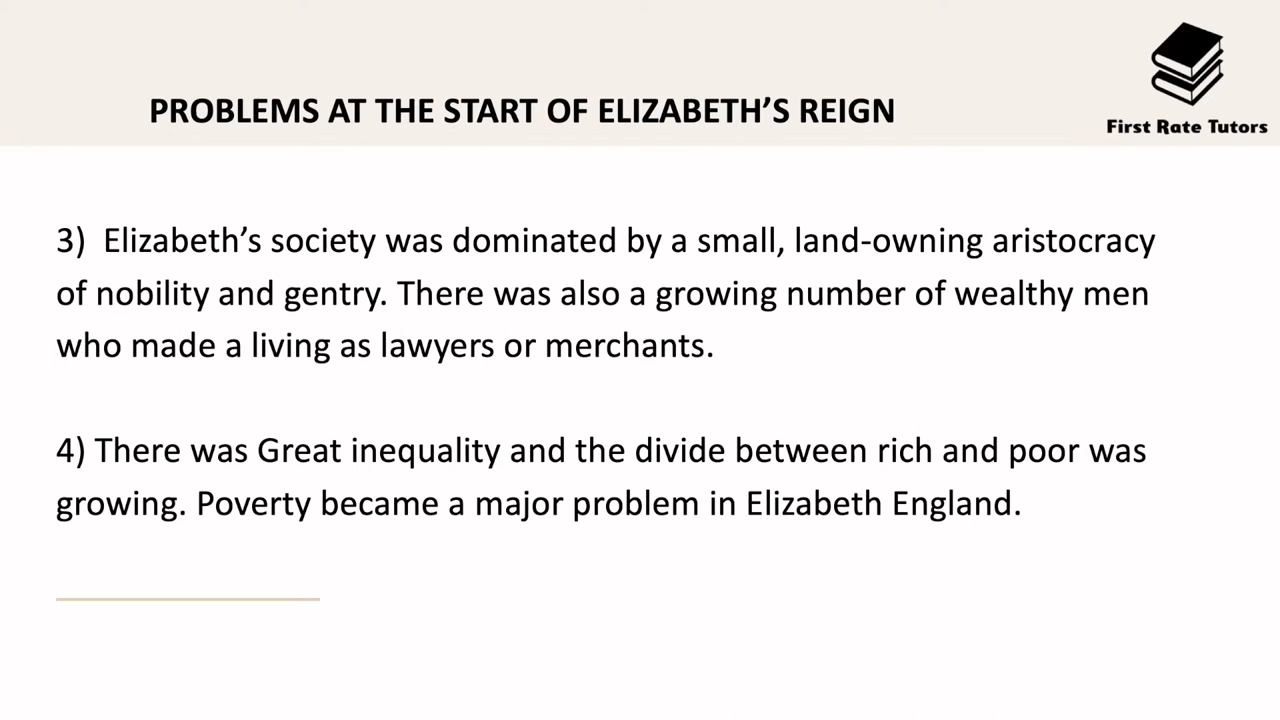 First Rate Tutors
PROBLEMS AT THE START OF ELIZABETH’S REIGN
3)  Elizabeth’s society was dominated by a small, land-owning aristocracy
of nobility and gentry. There was also a growing number of wealthy men
who made a living as lawyers or merchants.
4) There was Great inequality and the divide between rich and poor was
growing. Poverty became a major problem in Elizabeth England.